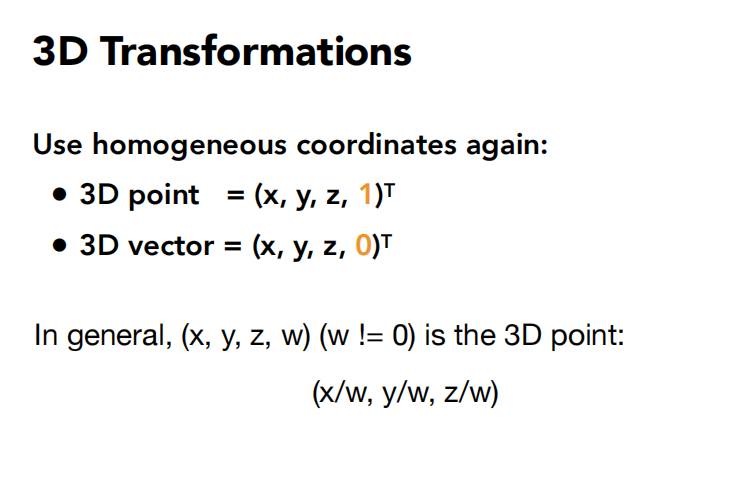 3D Transformations
Use homogeneous coordinates again:
• 3D point = (x, y, z, 1)ᵀ
• 3D vector = (x, y, z, 0)ᵀ
In general, (x, y, z, w) (w != 0) is the 3D point:
(x/w, y/w, z/w)